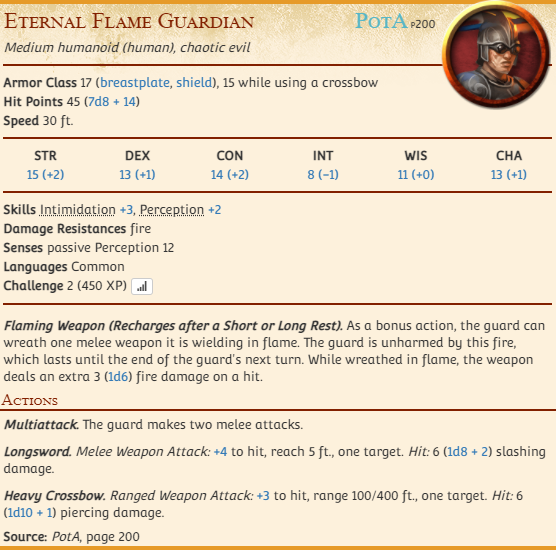 Eternal Flame Guardian PotA p200
Medium humanoid (human), chaotic evil
Armor Class 17 (breastplate, shield), 15 while using a crossbow
Hit Points 45 (7d8 + 14)
Speed 30 ft.
STR DEX CON INT WIS CHA
15 (+2) 13 (+1) 14 (+2) 8 (−1) 11 (+0) 13 (+1)
Skills Intimidation +3, Perception +2
Damage Resistances fire
Senses passive Perception 12
Languages Common
Challenge 2 (450 XP)
Flaming Weapon (Recharges after a Short or Long Rest). As a bonus action, the guard can
wreath one melee weapon it is wielding in flame. The guard is unharmed by this fire,
which lasts until the end of the guard's next turn. While wreathed in flame, the weapon
deals an extra 3 (1d6) fire damage on a hit.
Actions
Multiattack. The guard makes two melee attacks.
Longsword. Melee Weapon Attack: +4 to hit, reach 5 ft., one target. Hit: 6 (1d8 + 2) slashing
damage.
Heavy Crossbow. Ranged Weapon Attack: +3 to hit, range 100/400 ft., one target. Hit: 6
(1d10 + 1) piercing damage.
Source: PotA, page 200